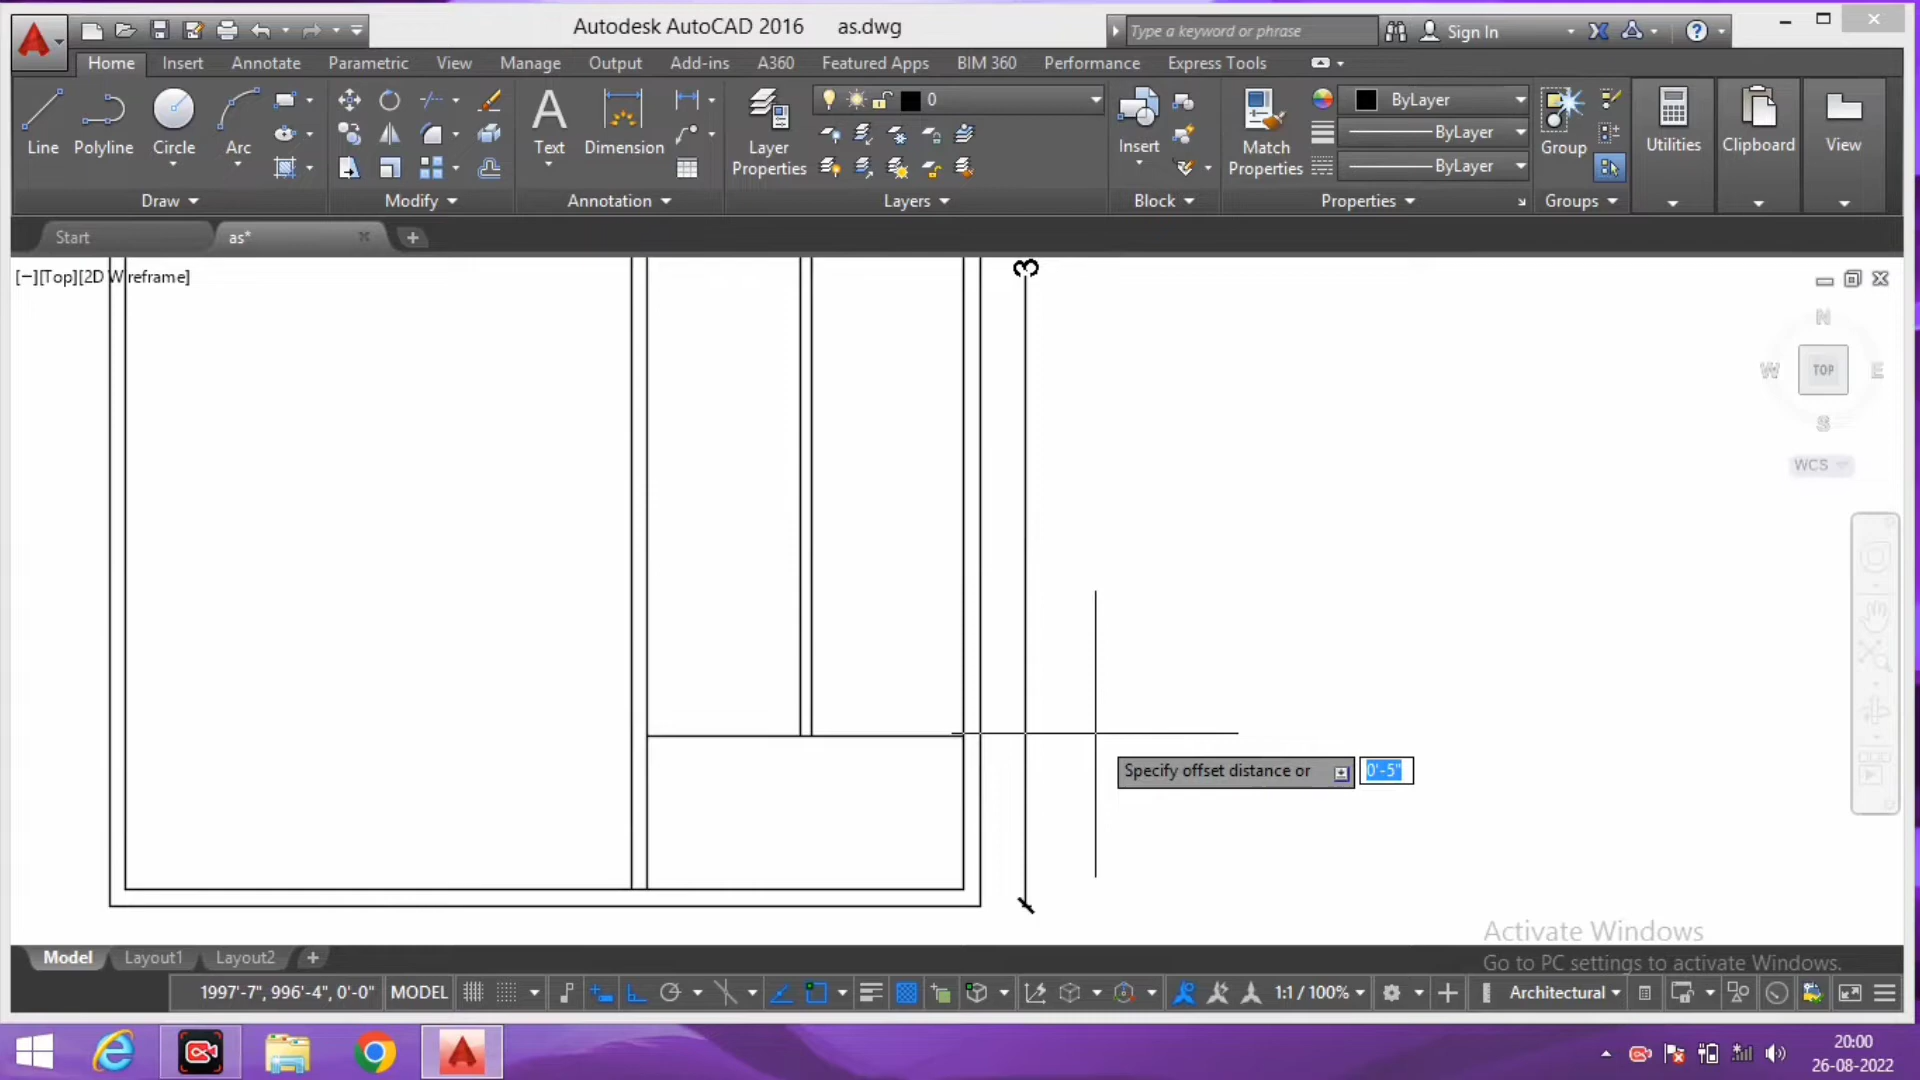 Autodesk AutoCAD 2016 as.dwg
Type a keyword or phrase
Sign In
Home Insert Annotate Parametric View Manage Output Add-ins A360 Featured Apps BIM 360 Performance Express Tools
Line Polyline Circle Arc
Text Dimension
Layer Properties
0
Insert
Match Properties
ByLayer
ByLayer
ByLayer
Group
Utilities
Clipboard
View
Draw Modify Annotation Layers Block Properties Groups
Start as*
[−][Top][2D Wireframe]
3
N
W TOP E
S
WCS
Specify offset distance or 0'-5"
Activate Windows
Go to PC settings to activate Windows.
Model Layout1 Layout2
1997'-7", 996'-4", 0'-0" MODEL 1:1 / 100% Architectural
20:00
26-08-2022